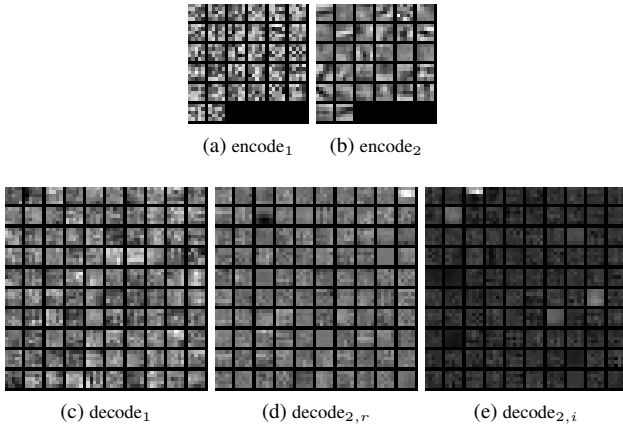 (a) encode₁ (b) encode₂
(c) decode₁ (d) decode₂,ᵣ (e) decode₂,ᵢ